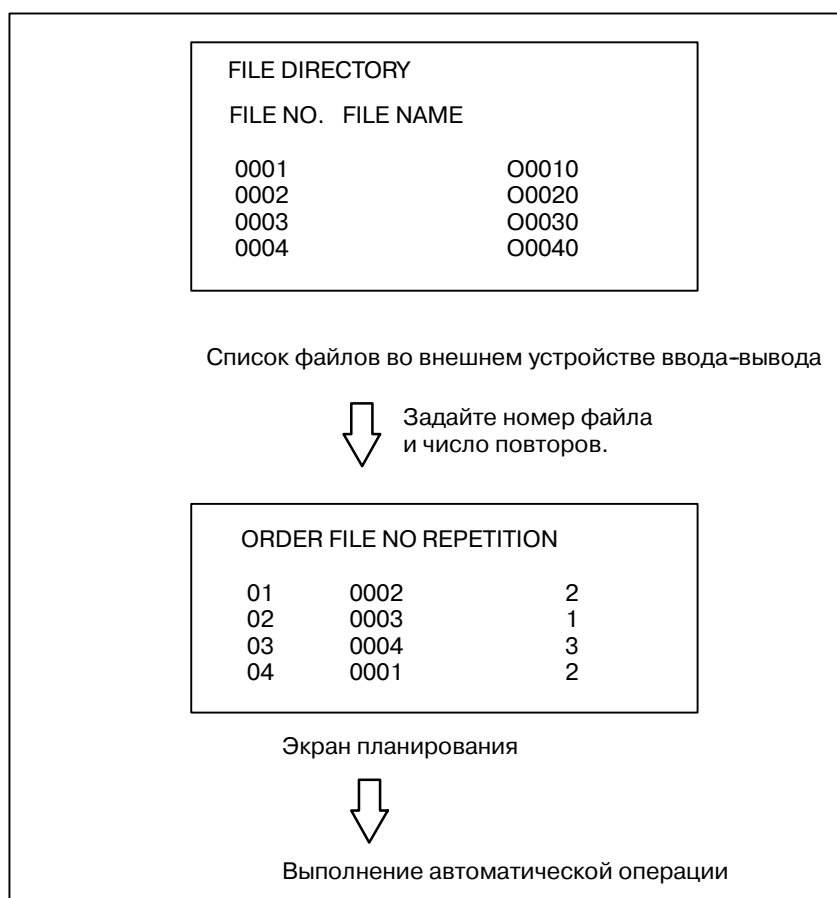 FILE DIRECTORY
FILE NO. FILE NAME
0001 O0010
0002 O0020
0003 O0030
0004 O0040
Список файлов во внешнем устройстве ввода-вывода
Задайте номер файла
и число повторов.
ORDER FILE NO REPETITION
01 0002 2
02 0003 1
03 0004 3
04 0001 2
Экран планирования
Выполнение автоматической операции